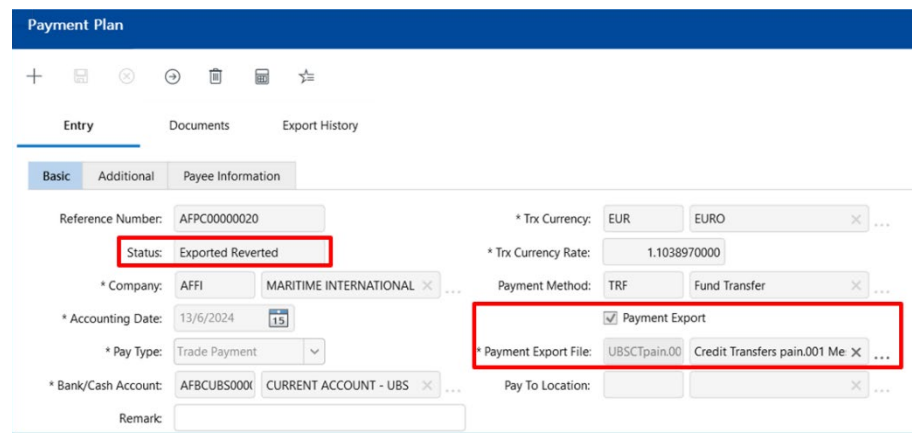 Payment Plan
Entry Documents Export History
Basic Additional Payee Information
Reference Number: AFPC00000020 * Trx Currency: EUR EURO
Status: Exported Reverted * Trx Currency Rate: 1.1038970000
* Company: AFFI MARITIME INTERNATIONAL ... Payment Method: TRF Fund Transfer
* Accounting Date: 13/6/2024 15 Payment Export
* Pay Type: Trade Payment * Payment Export File: UBSCTpain.00 Credit Transfers pain.001 Me ...
* Bank/Cash Account: AFBCUBS000 CURRENT ACCOUNT - UBS ... Pay To Location: ...
Remark: